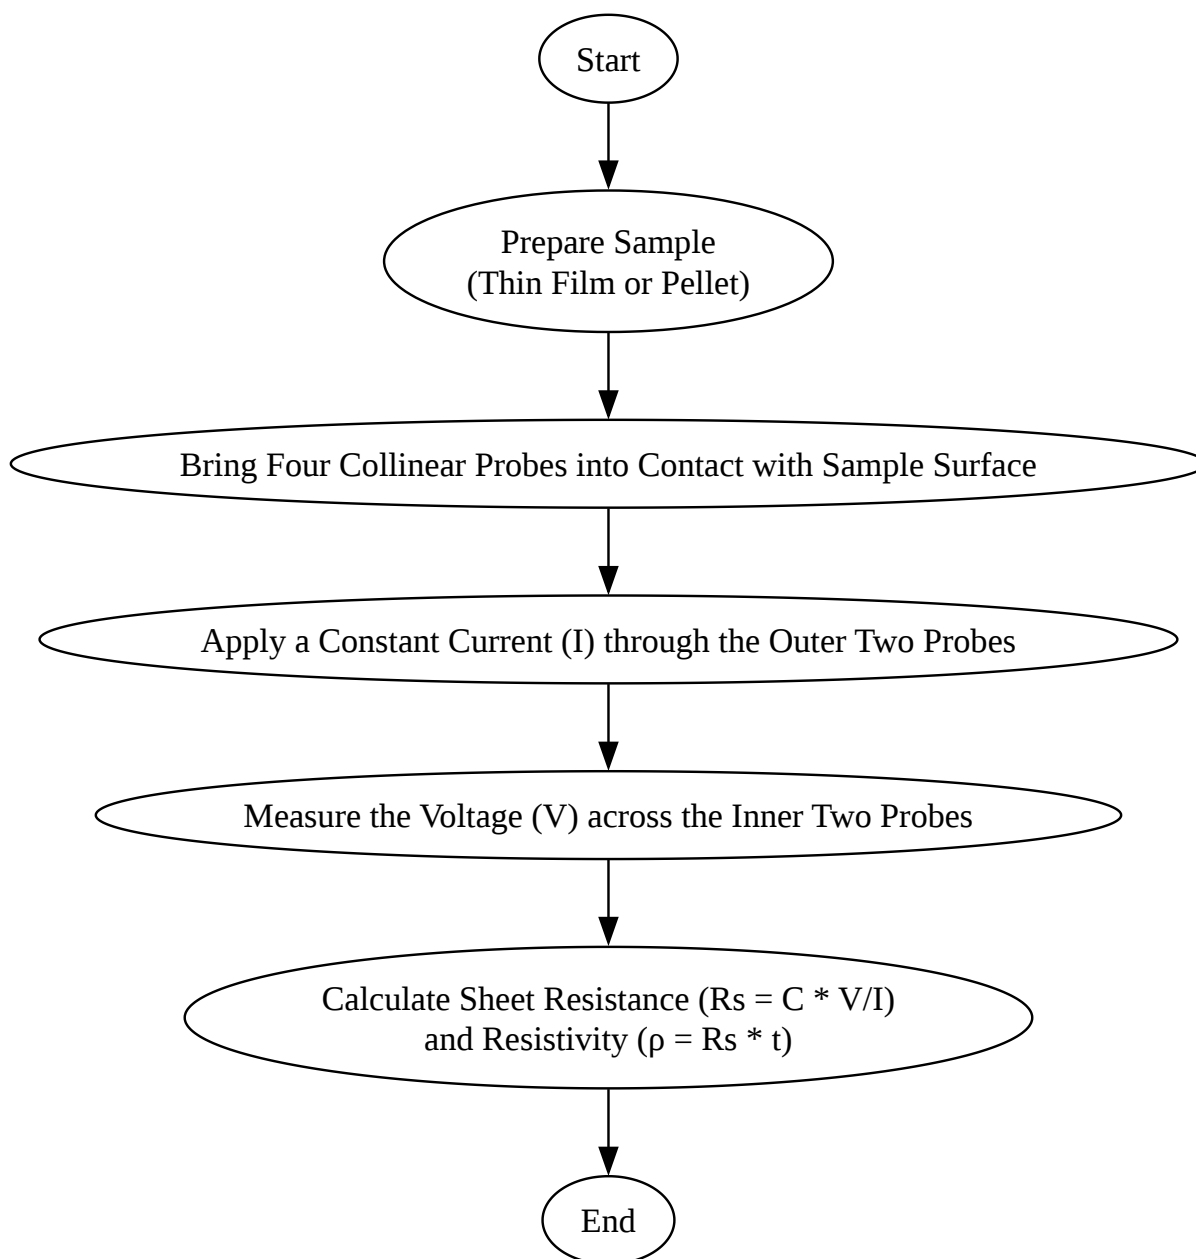 Start
Prepare Sample
(Thin Film or Pellet)
Bring Four Collinear Probes into Contact with Sample Surface
Apply a Constant Current (I) through the Outer Two Probes
Measure the Voltage (V) across the Inner Two Probes
Calculate Sheet Resistance (Rs = C * V/I)
and Resistivity (ρ = Rs * t)
End